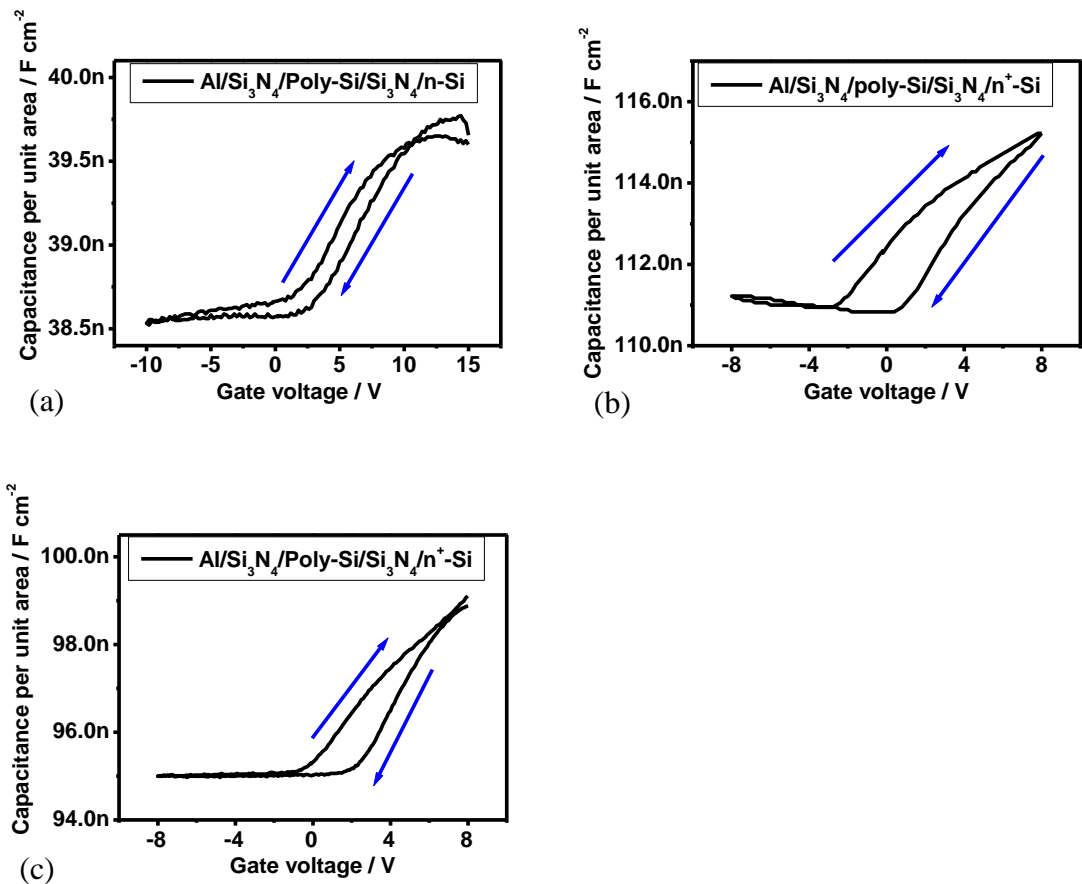 Al/Si₃N₄/Poly-Si/Si₃N₄/n-Si
Capacitance per unit area / F cm⁻²
40.0n
39.5n
39.0n
38.5n
-10 -5 0 5 10 15
Gate voltage / V
(a)
Al/Si₃N₄/poly-Si/Si₃N₄/n⁺-Si
Capacitance per unit area / F cm⁻²
116.0n
114.0n
112.0n
110.0n
-8 -4 0 4 8
Gate voltage / V
(b)
Al/Si₃N₄/Poly-Si/Si₃N₄/n⁺-Si
Capacitance per unit area / F cm⁻²
100.0n
98.0n
96.0n
94.0n
-8 -4 0 4 8
Gate voltage / V
(c)